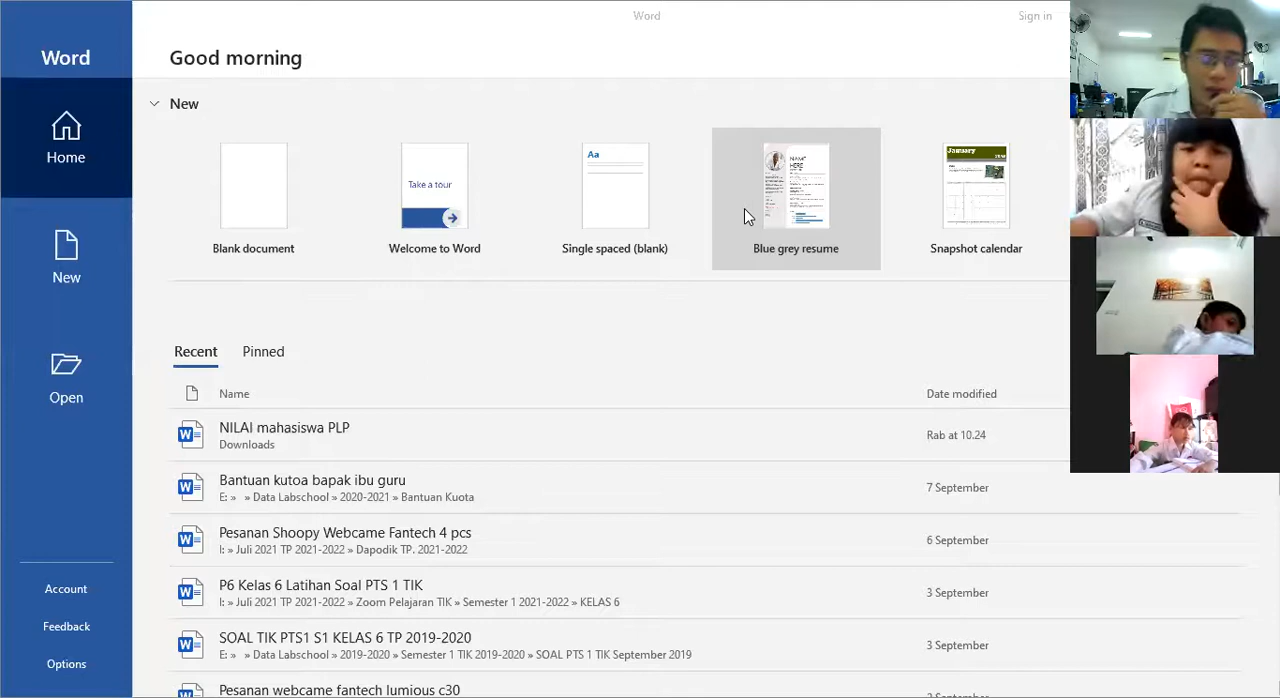 Word
Sign in
Word
Good morning
Home
New
Open
Account
Feedback
Options
New
Blank document
Take a tour
Welcome to Word
Aa
Single spaced (blank)
NAME
HERE
Blue grey resume
January
Snapshot calendar
Recent
Pinned
Name
Date modified
NILAI mahasiswa PLP
Downloads
Rab at 10.24
Bantuan kutoa bapak ibu guru
E: » » Data Labschool » 2020-2021 » Bantuan Kuota
7 September
Pesanan Shoopy Webcame Fantech 4 pcs
I: » Juli 2021 TP 2021-2022 » Dapodik TP. 2021-2022
6 September
P6 Kelas 6 Latihan Soal PTS 1 TIK
I: » Juli 2021 TP 2021-2022 » Zoom Pelajaran TIK » Semester 1 2021-2022 » KELAS 6
3 September
SOAL TIK PTS1 S1 KELAS 6 TP 2019-2020
E: » » Data Labschool » 2019-2020 » Semester 1 TIK 2019-2020 » SOAL PTS 1 TIK September 2019
3 September
Pesanan webcame fantech lumious c30